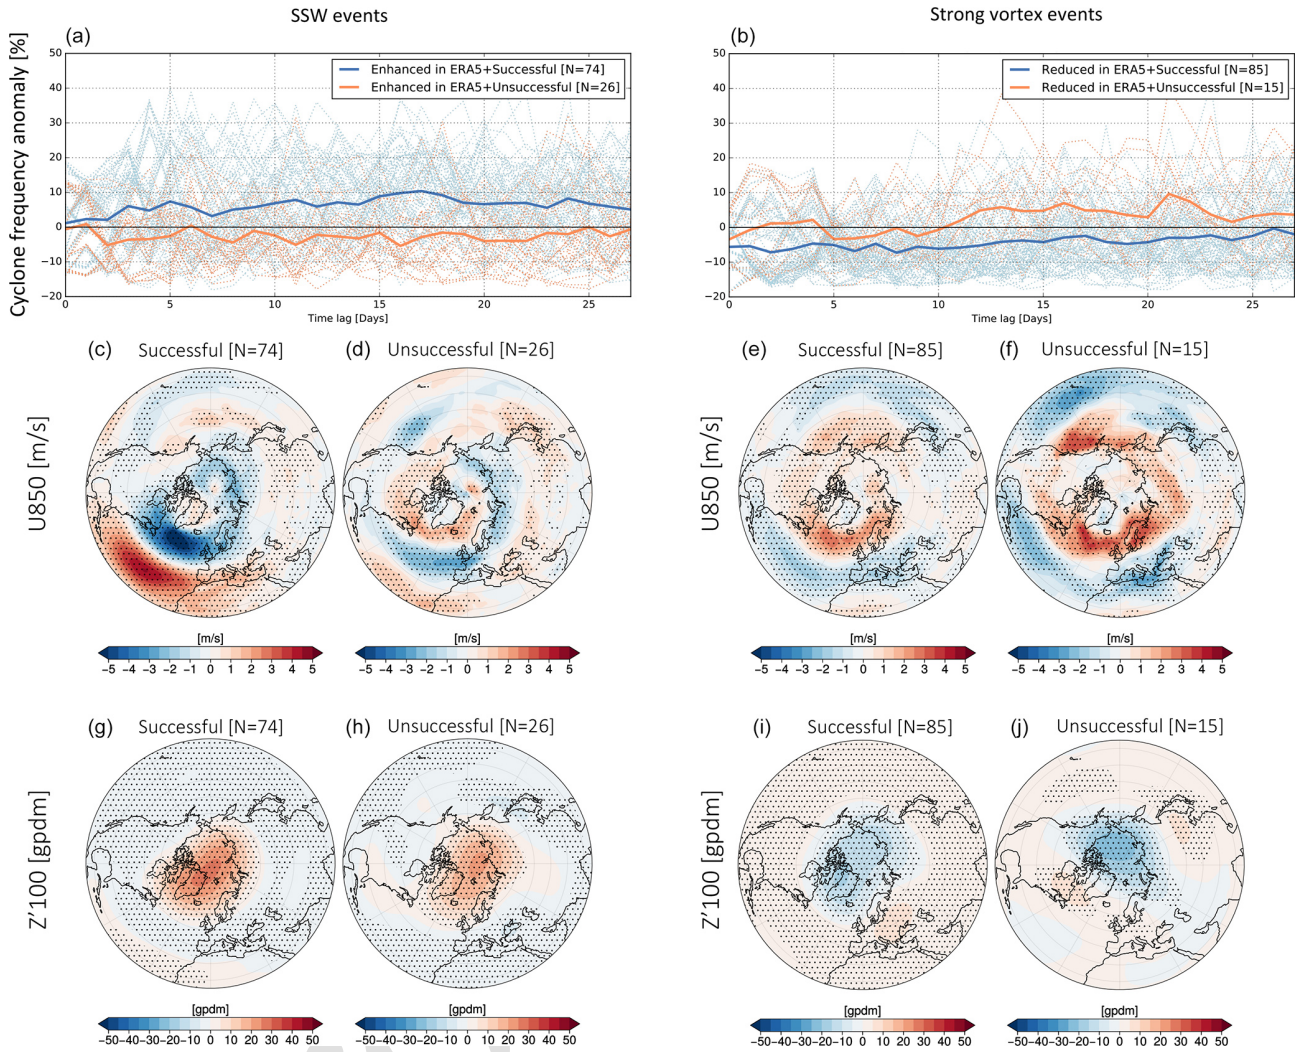 SSW events
Strong vortex events
(a)
(b)
Cyclone frequency anomaly [%]
50
40
30
20
10
0
−10
−20
0 5 10 15 20 25
Time lag [Days]
Enhanced in ERA5+Successful [N=74]
Enhanced in ERA5+Unsuccessful [N=26]
50
40
30
20
10
0
−10
−20
0 5 10 15 20 25
Time lag [Days]
Reduced in ERA5+Successful [N=85]
Reduced in ERA5+Unsuccessful [N=15]
(c) Successful [N=74]
(d) Unsuccessful [N=26]
(e) Successful [N=85]
(f) Unsuccessful [N=15]
U850 [m/s]
U850 [m/s]
[m/s]
−5 −4 −3 −2 −1 0 1 2 3 4 5
[m/s]
−5 −4 −3 −2 −1 0 1 2 3 4 5
[m/s]
−5 −4 −3 −2 −1 0 1 2 3 4 5
[m/s]
−5 −4 −3 −2 −1 0 1 2 3 4 5
(g) Successful [N=74]
(h) Unsuccessful [N=26]
(i) Successful [N=85]
(j) Unsuccessful [N=15]
Z'100 [gpdm]
Z'100 [gpdm]
[gpdm]
−50−40−30−20−10 0 10 20 30 40 50
[gpdm]
−50−40−30−20−10 0 10 20 30 40 50
[gpdm]
−50−40−30−20−10 0 10 20 30 40 50
[gpdm]
−50−40−30−20−10 0 10 20 30 40 50